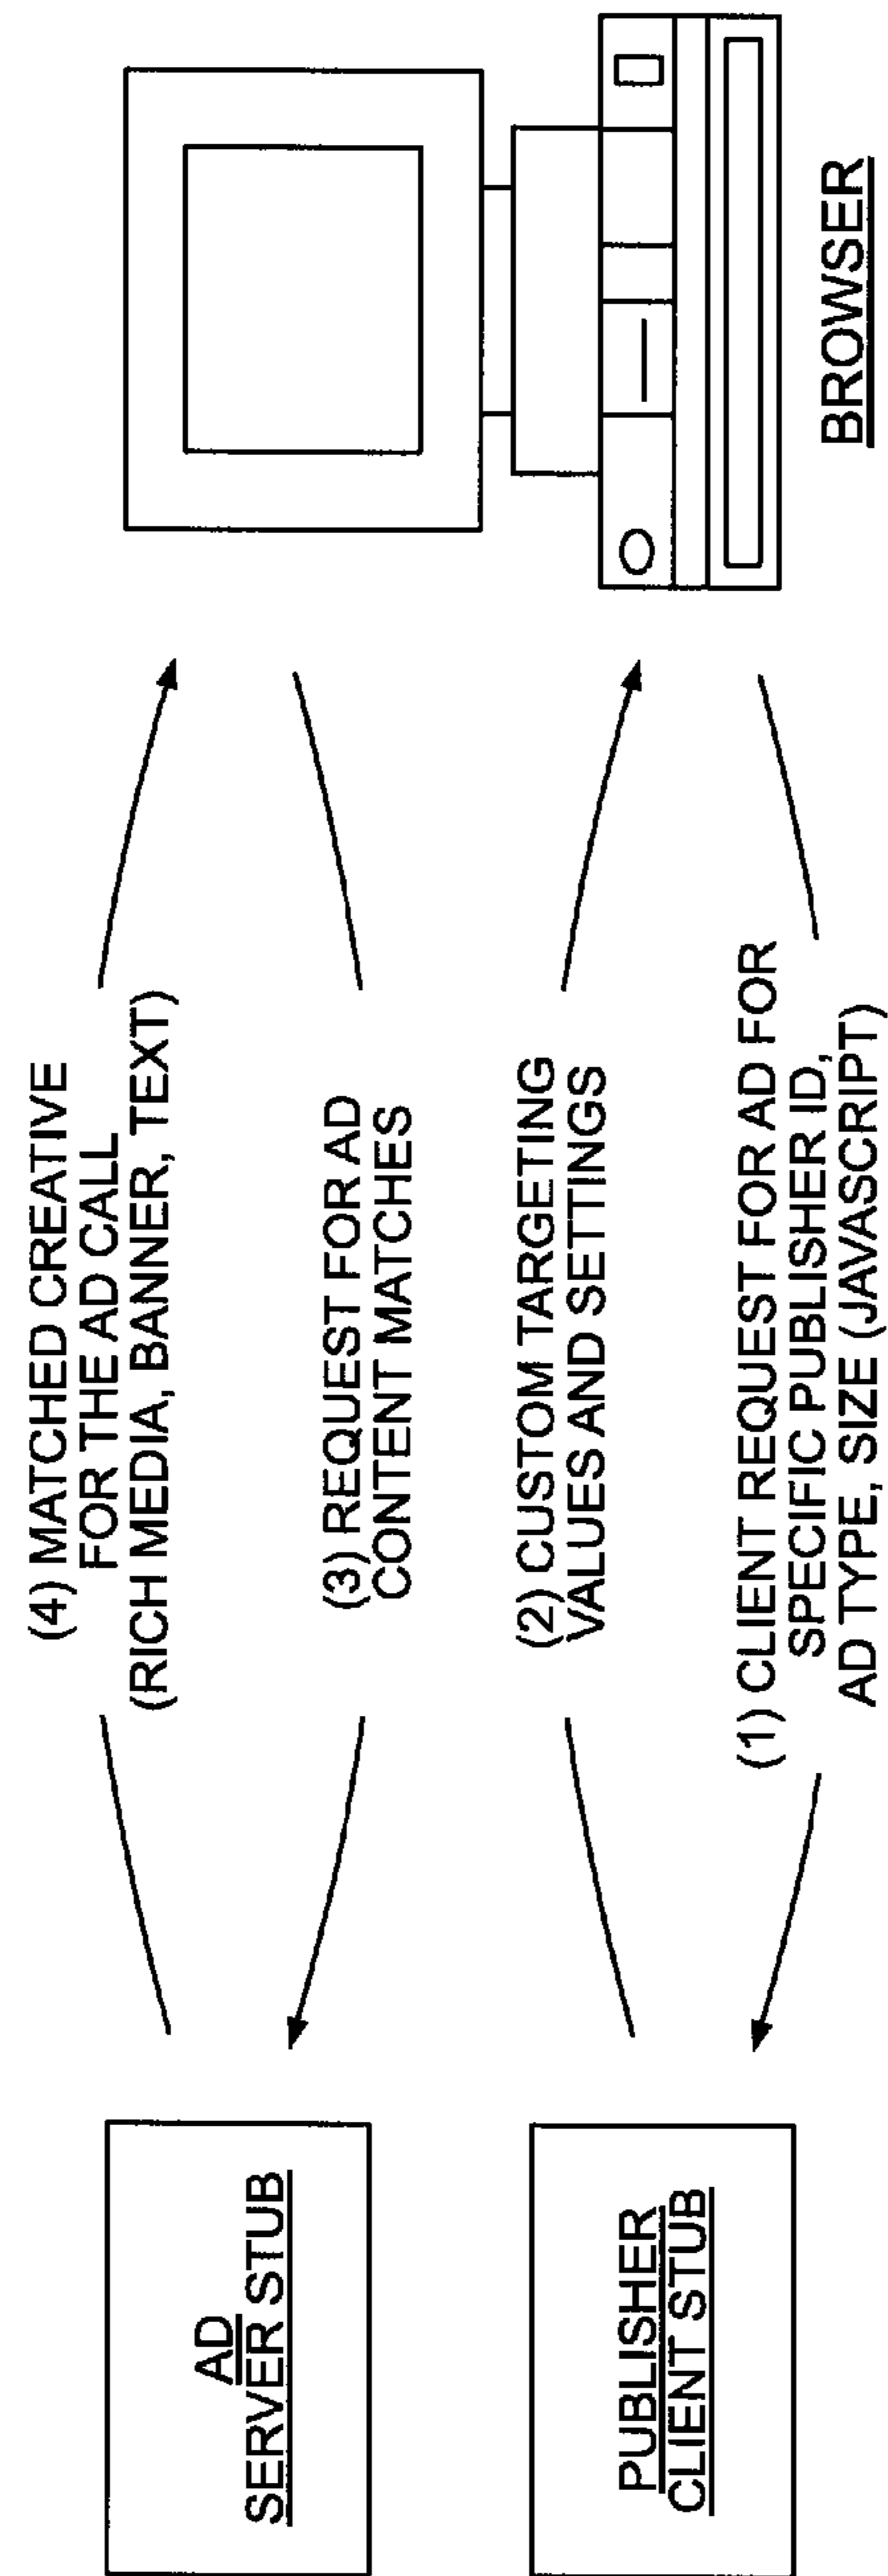 AD
SERVER STUB
PUBLISHER
CLIENT STUB
(4) MATCHED CREATIVE
FOR THE AD CALL
(RICH MEDIA, BANNER, TEXT)
(3) REQUEST FOR AD
CONTENT MATCHES
(2) CUSTOM TARGETING
VALUES AND SETTINGS
(1) CLIENT REQUEST FOR AD FOR
SPECIFIC PUBLISHER ID,
AD TYPE, SIZE (JAVASCRIPT)
BROWSER